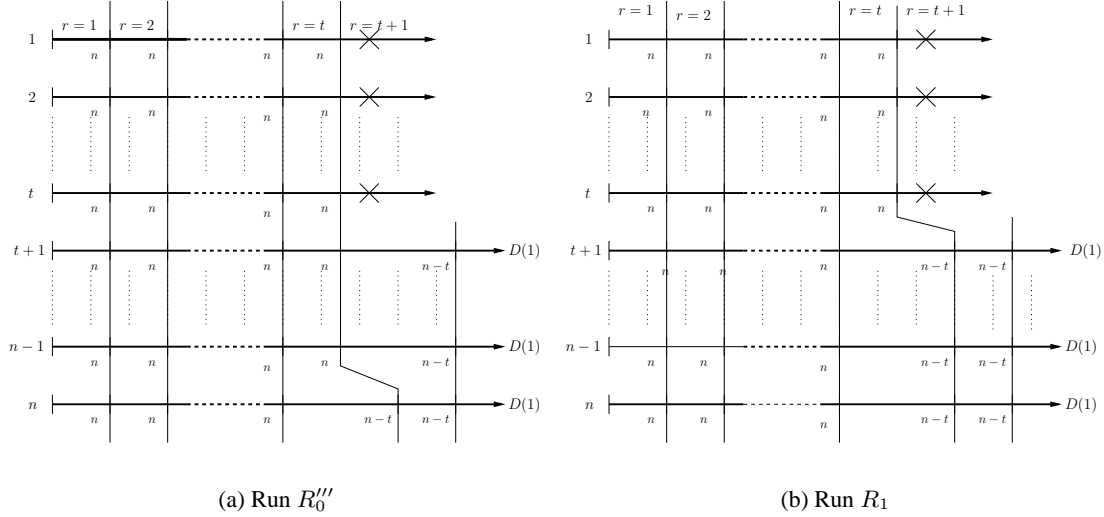 r = 1 r = 2 r = t r = t+1
1
n n n n
2
n n n n
t
n n n n
t+1 D(1)
n n n n n−t
n−1 D(1)
n n n n n−t
n D(1)
n n n n−t n−t
(a) Run R₀′′′
r = 1 r = 2 r = t r = t+1
1
n n n n
2
n n n n
t
n n n n
t+1 D(1)
n n n n−t n−t
n−1 D(1)
n n n n−t n−t
n D(1)
n n n n−t n−t
(b) Run R₁